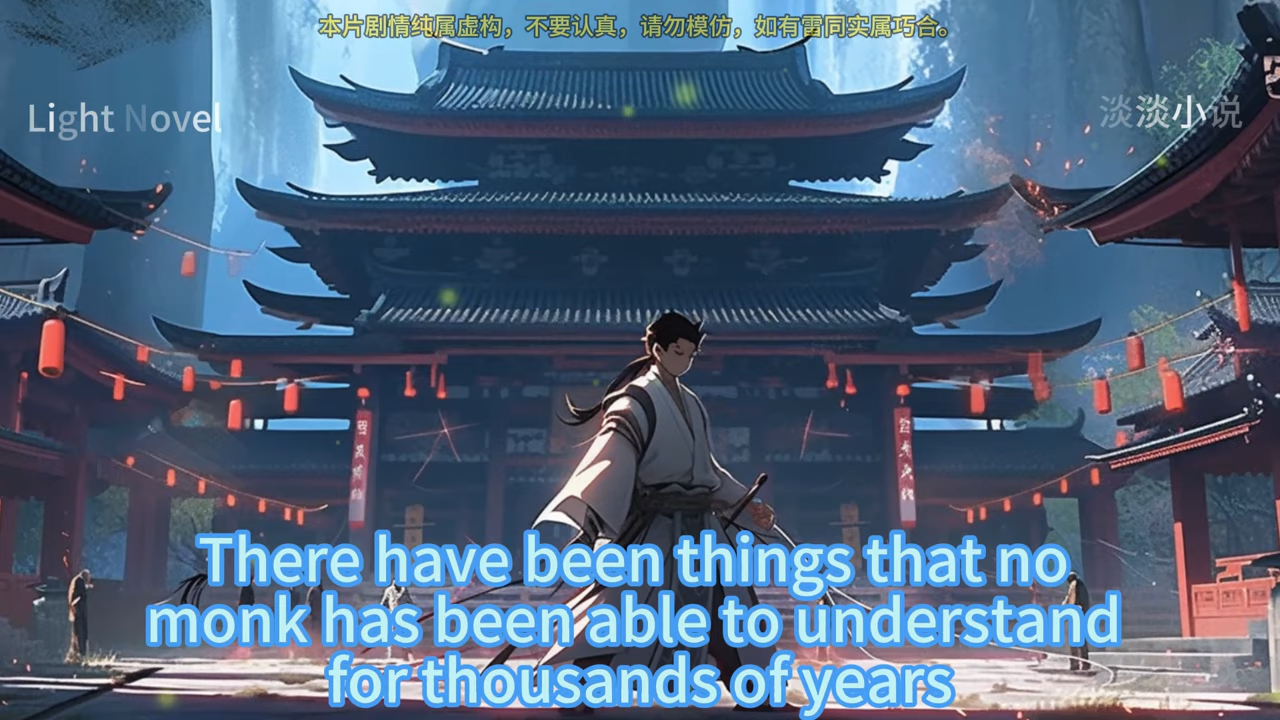 本片剧情纯属虚构，不要认真，请勿模仿，如有雷同实属巧合。
Light Novel
淡淡小说
There have been things that no
monk has been able to understand
for thousands of years